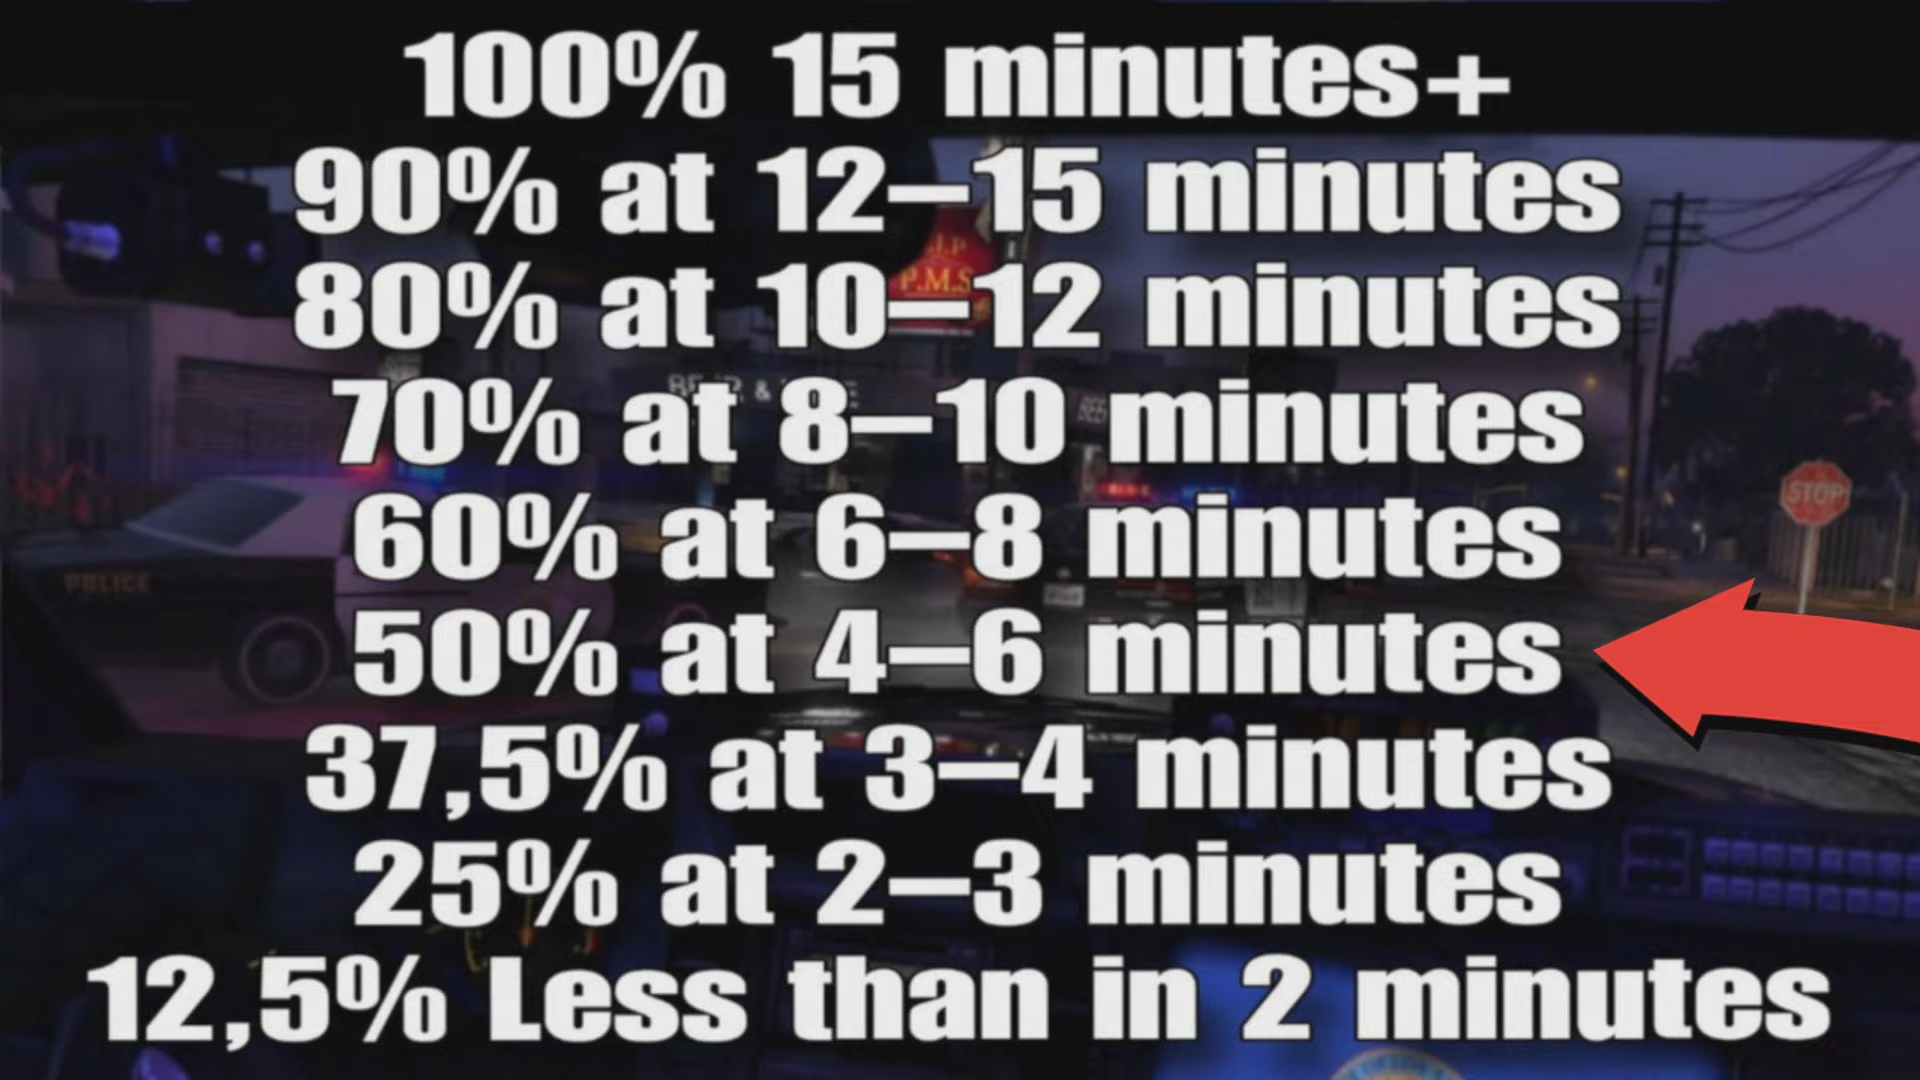 100% 15 minutes+
90% at 12–15 minutes
80% at 10–12 minutes
70% at 8–10 minutes
60% at 6–8 minutes
50% at 4–6 minutes
37,5% at 3–4 minutes
25% at 2–3 minutes
12,5% Less than in 2 minutes
P.M.S
STOP
POLICE